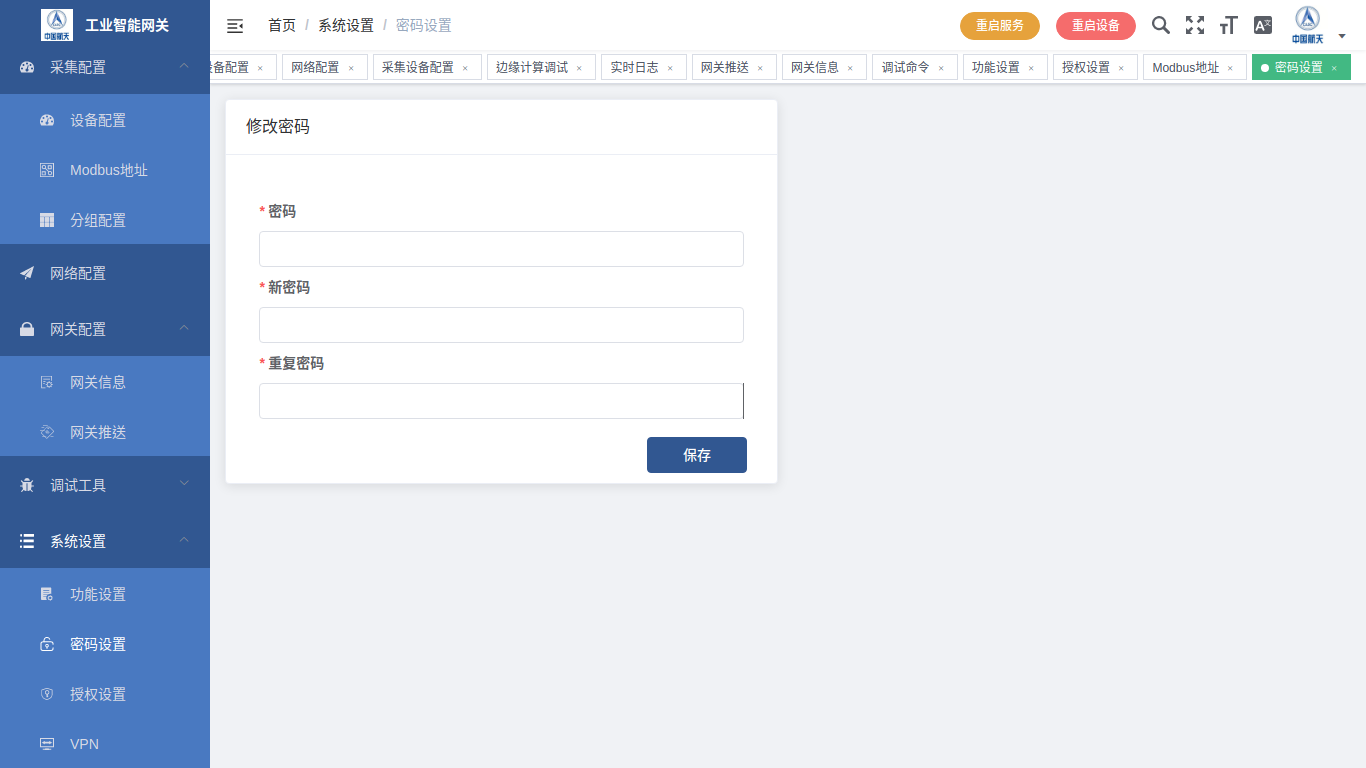 中国航天
工业智能网关
首页 / 系统设置 / 密码设置
重启服务
重启设备
中国航天
采集配置
设备配置
Modbus地址
分组配置
网络配置
网关配置
网关信息
网关推送
调试工具
系统设置
功能设置
密码设置
授权设置
VPN
设备配置 ×
网络配置 ×
采集设备配置 ×
边缘计算调试 ×
实时日志 ×
网关推送 ×
网关信息 ×
调试命令 ×
功能设置 ×
授权设置 ×
Modbus地址 ×
密码设置 ×
修改密码
* 密码
* 新密码
* 重复密码
保存